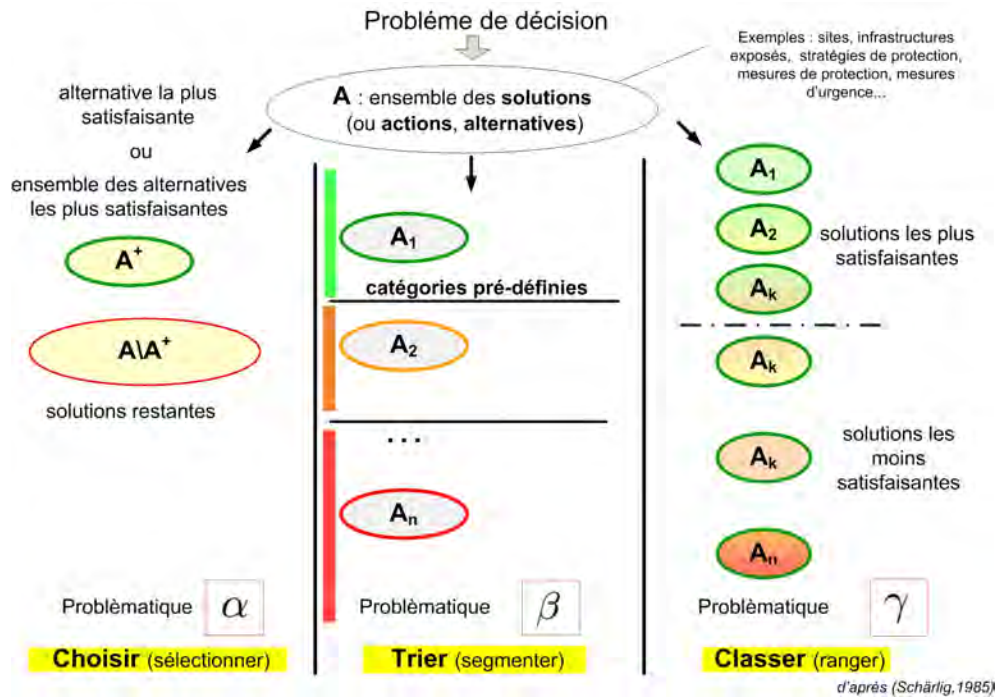 Probléme de décision
Exemples : sites, infrastructures
exposés, stratégies de protection,
mesures de protection, mesures
d'urgence...
A : ensemble des solutions
(ou actions, alternatives)
alternative la plus
satisfaisante
ou
ensemble des alternatives
les plus satisfaisantes
A+
A\A+
solutions restantes
Problèmatique α
Choisir (sélectionner)
A1
catégories pré-définies
A2
...
An
Problèmatique β
Trier (segmenter)
A1
A2
solutions les plus
satisfaisantes
Ak
Ak
Ak
solutions les
moins
satisfaisantes
An
Problèmatique γ
Classer (ranger)
d'après (Schärlig,1985)